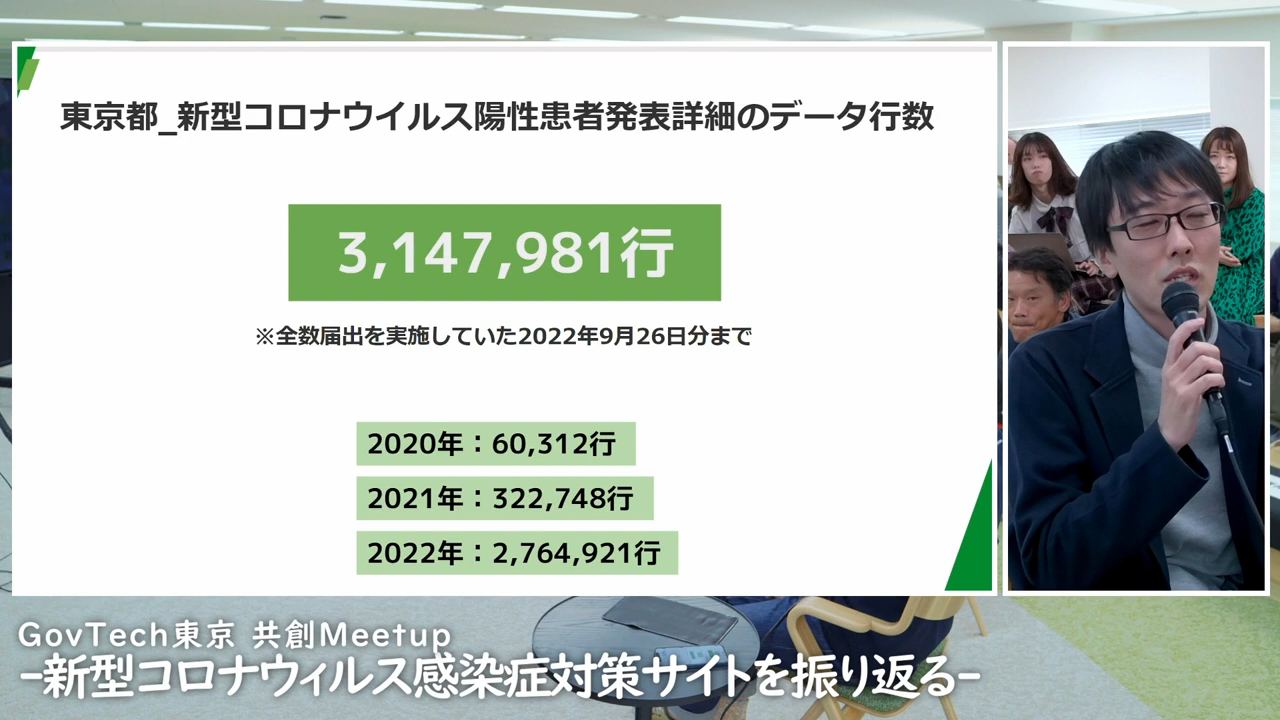 東京都_新型コロナウイルス陽性患者発表詳細のデータ行数
3,147,981行
※全数届出を実施していた2022年9月26日分まで
2020年：60,312行
2021年：322,748行
2022年：2,764,921行
GovTech東京 共創Meetup
-新型コロナウィルス感染症対策サイトを振り返る-